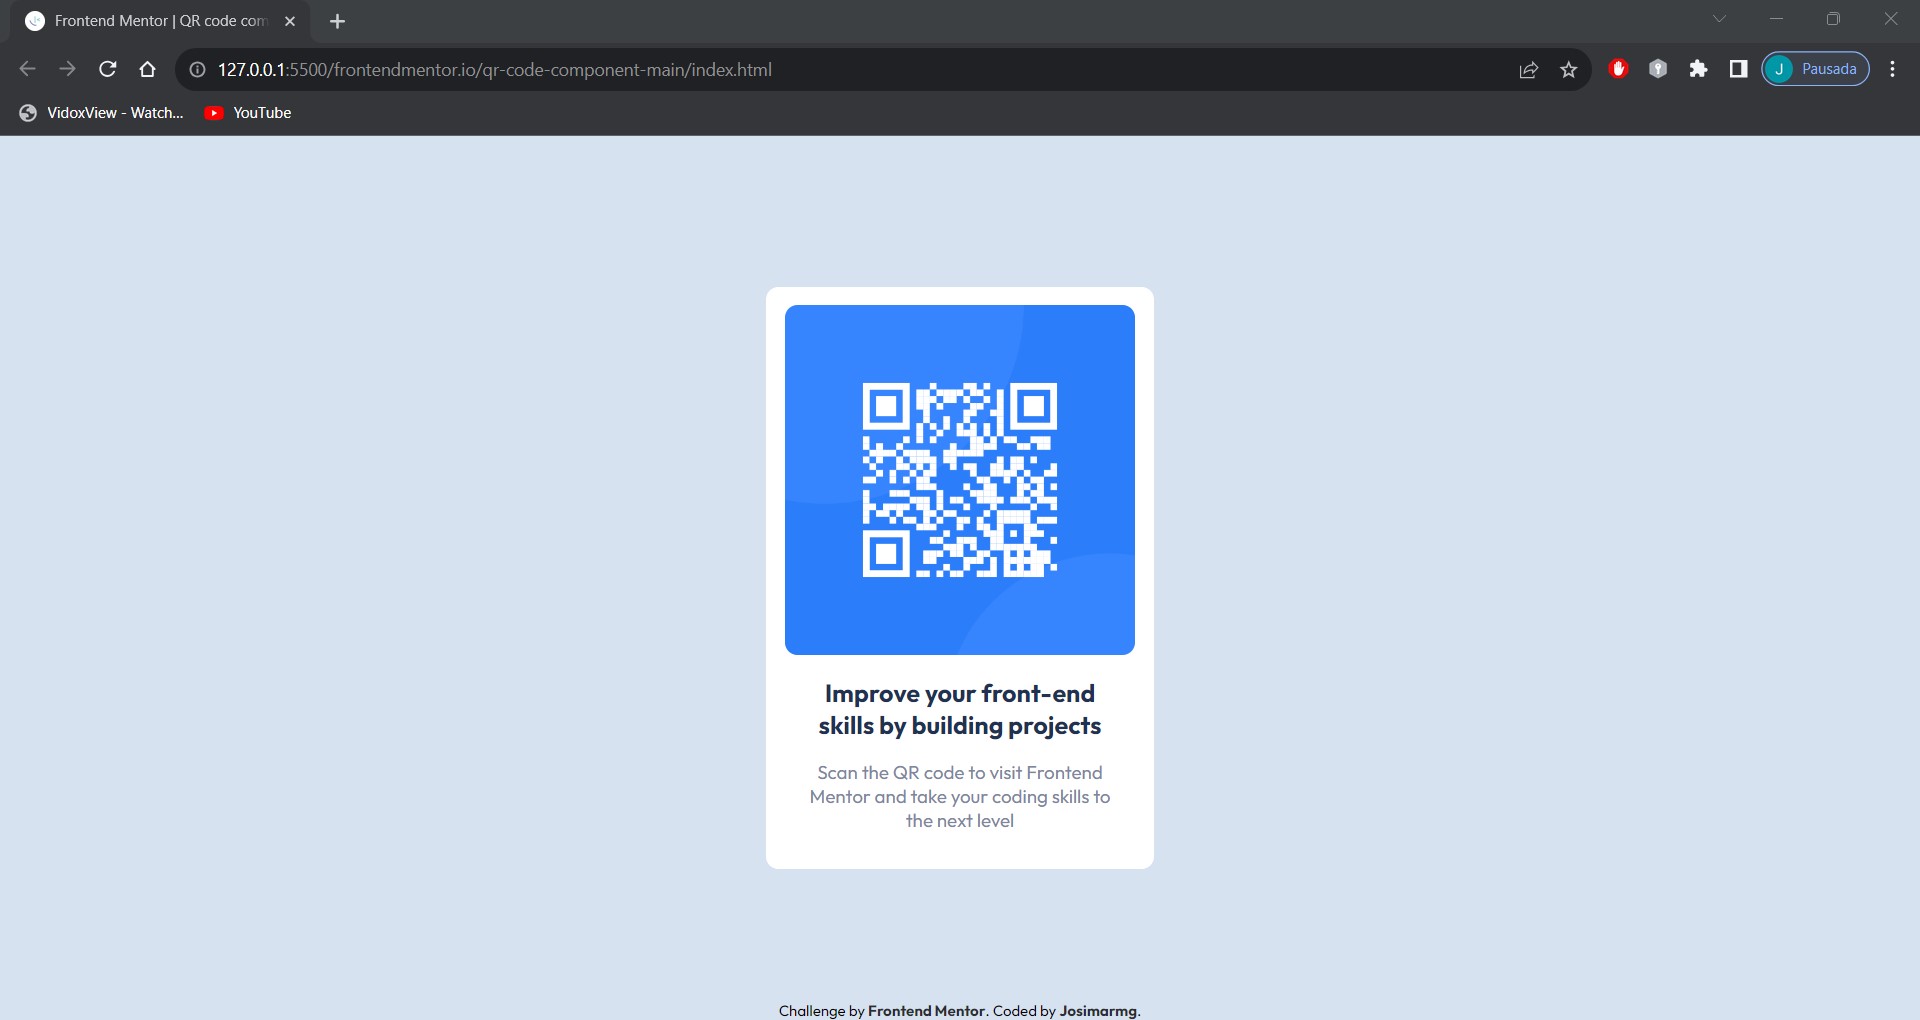 Frontend Mentor | QR code com
127.0.0.1:5500/frontendmentor.io/qr-code-component-main/index.html
J Pausada
VidoxView - Watch... YouTube
Improve your front-end
skills by building projects
Scan the QR code to visit Frontend
Mentor and take your coding skills to
the next level
Challenge by Frontend Mentor. Coded by Josimarmg.